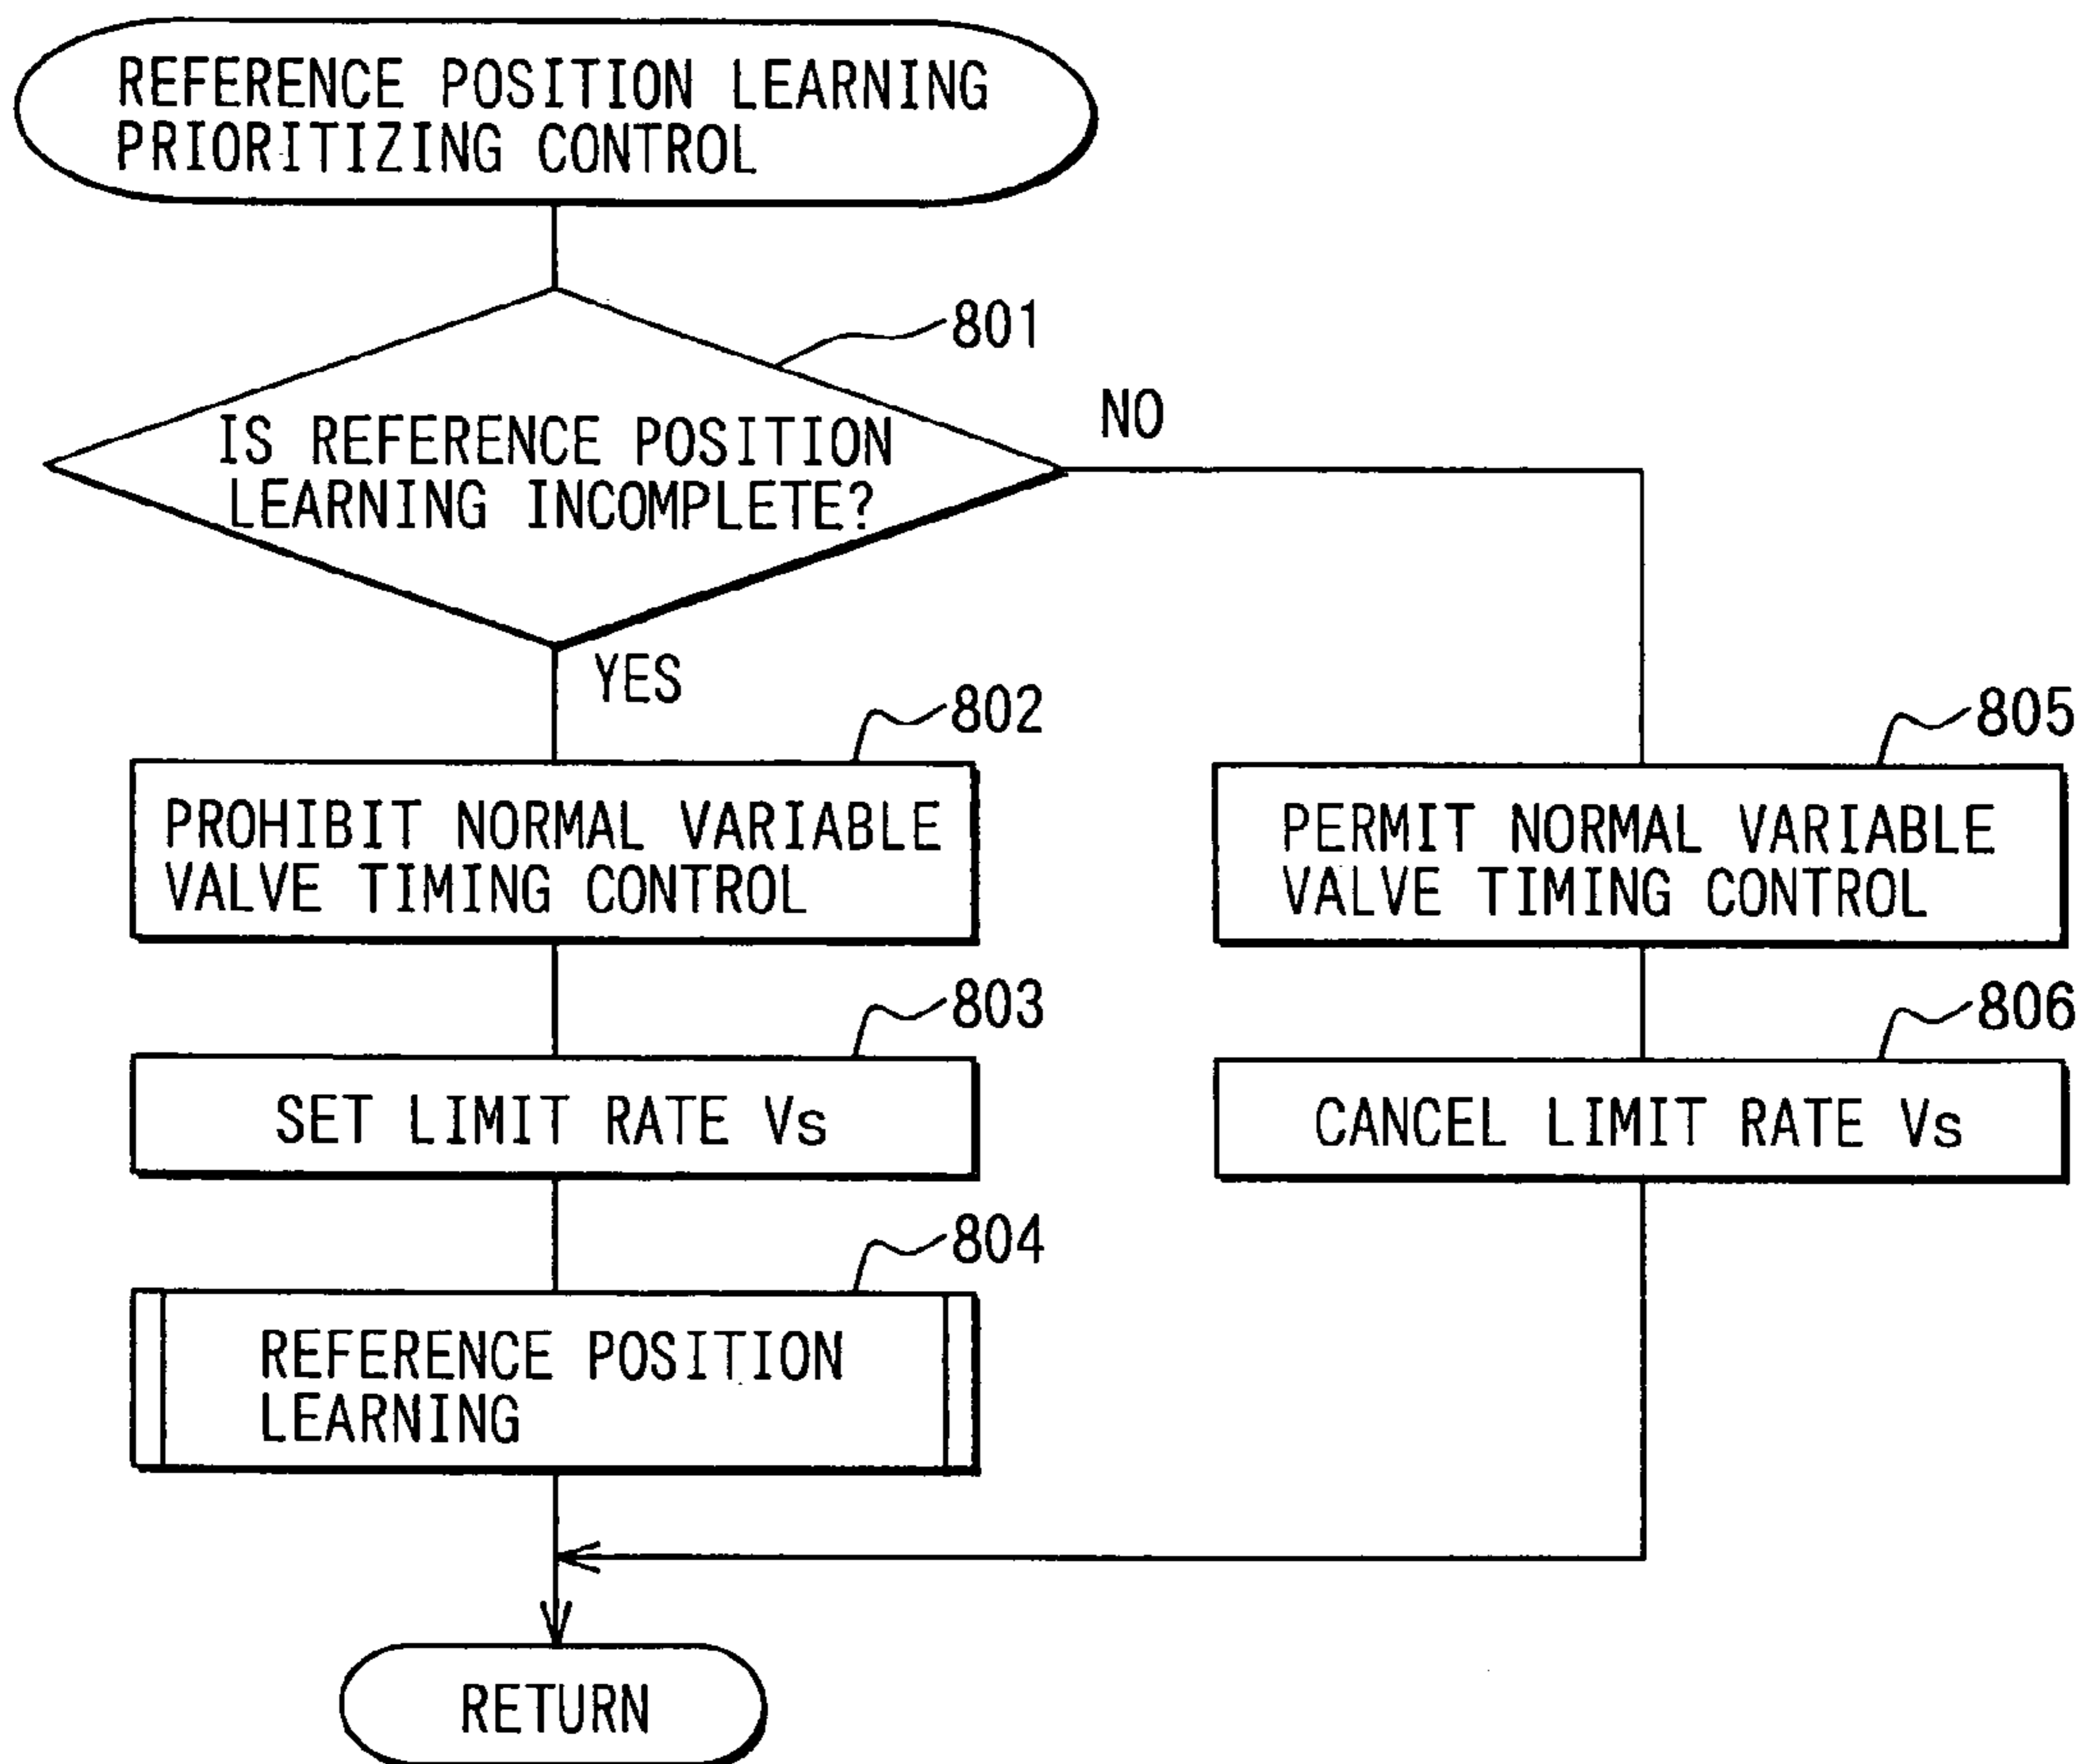 REFERENCE POSITION LEARNING
PRIORITIZING CONTROL
801
IS REFERENCE POSITION
LEARNING INCOMPLETE?
NO
YES
802
PROHIBIT NORMAL VARIABLE
VALVE TIMING CONTROL
803
SET LIMIT RATE Vs
804
REFERENCE POSITION
LEARNING
805
PERMIT NORMAL VARIABLE
VALVE TIMING CONTROL
806
CANCEL LIMIT RATE Vs
RETURN